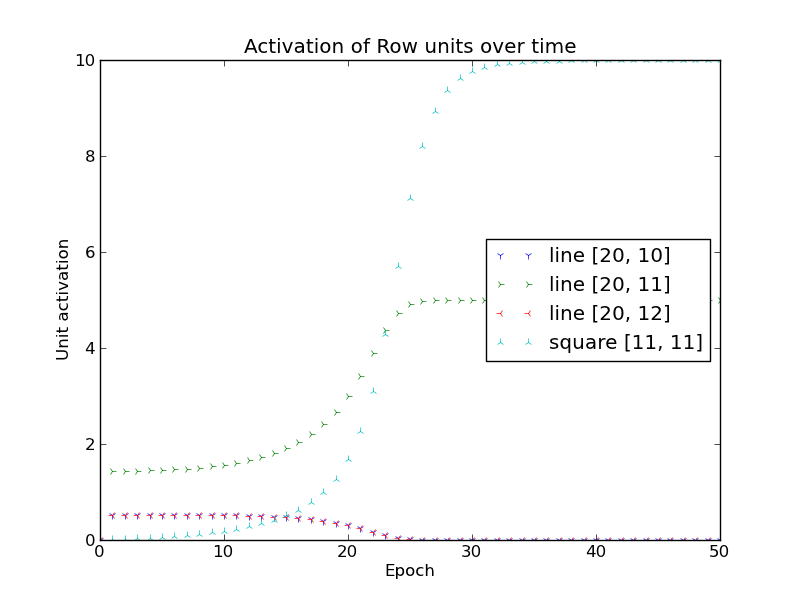 Activation of Row units over time
10
8
6
4
2
0
Unit activation
line [20, 10]
line [20, 11]
line [20, 12]
square [11, 11]
0 10 20 30 40 50
Epoch